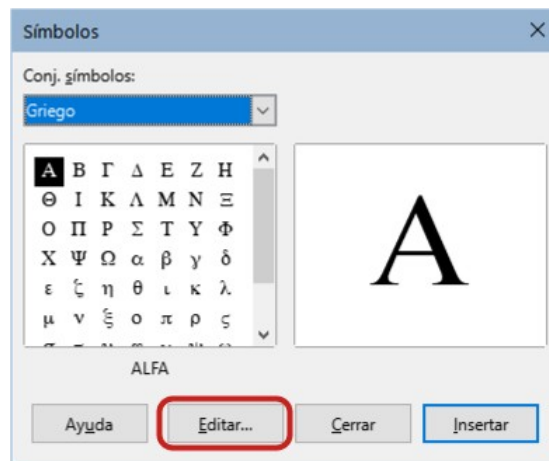 Símbolos
Conj. símbolos:
Griego
Α Β Γ Δ Ε Ζ Η
Θ Ι Κ Λ Μ Ν Ξ
Ο Π Ρ Σ Τ Υ Φ
Χ Ψ Ω α β γ δ
ε ζ η θ ι κ λ
μ ν ξ ο π ρ ς
Α
ALFA
Ayuda
Editar...
Cerrar
Insertar